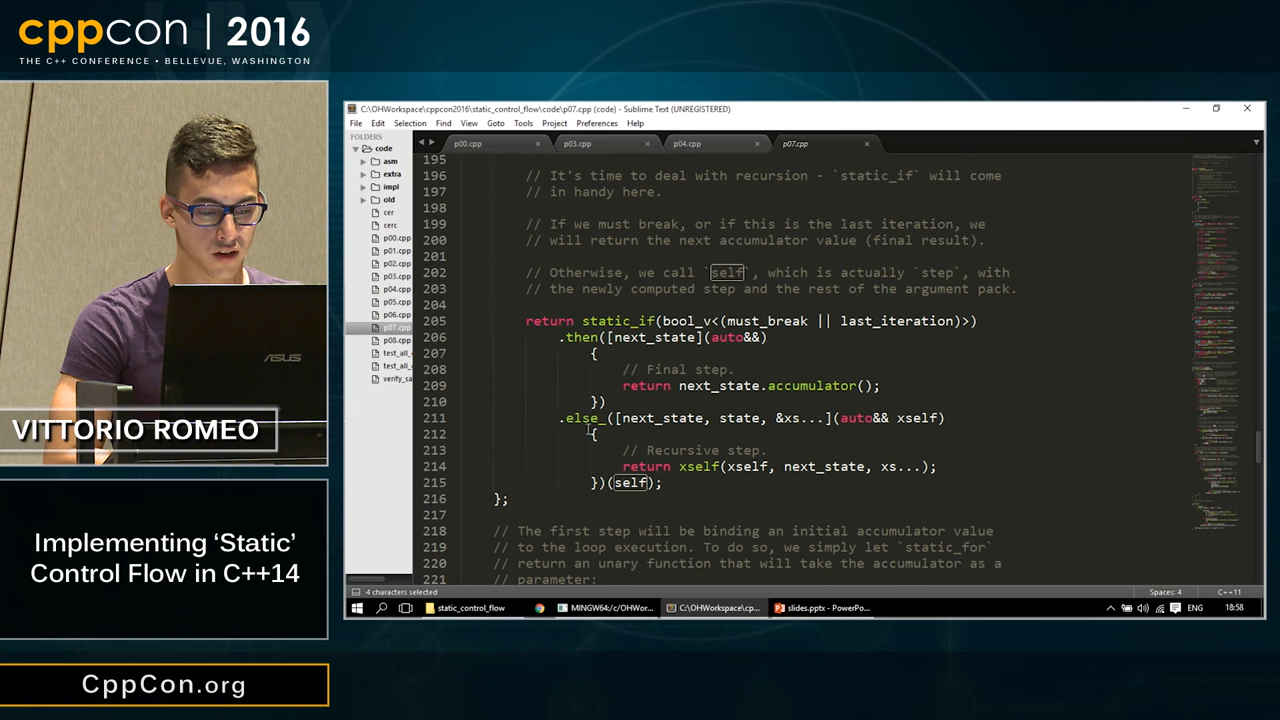 cppcon | 2016
THE C++ CONFERENCE • BELLEVUE, WASHINGTON
ASUS
VITTORIO ROMEO
Implementing ‘Static’
Control Flow in C++14
CppCon.org
C:\OHWorkspace\cppcon2016\static_control_flow\code\p07.cpp (code) - Sublime Text (UNREGISTERED)
File Edit Selection Find View Goto Tools Project Preferences Help
FOLDERS
code
asm
extra
impl
old
cer
cerc
p00.cpp
p01.cpp
p02.cpp
p03.cpp
p04.cpp
p05.cpp
p06.cpp
p07.cpp
p08.cpp
test_all_
test_all_
verify_sa
p00.cpp p03.cpp p04.cpp p07.cpp
195
196 // It's time to deal with recursion - `static_if` will come
197 // in handy here.
198
199 // If we must break, or if this is the last iteration, we
200 // will return the next accumulator value (final result).
201
202 // Otherwise, we call `self`, which is actually `step`, with
203 // the newly computed step and the rest of the argument pack.
204
205 return static_if(bool_v<(must_break || last_iteration)>)
206 .then([next_state](auto&&)
207 {
208 // Final step.
209 return next_state.accumulator();
210 })
211 .else_([next_state, state, &xs...](auto&& xself)
212 {
213 // Recursive step.
214 return xself(xself, next_state, xs...);
215 })(self);
216 };
217
218 // The first step will be binding an initial accumulator value
219 // to the loop execution. To do so, we simply let `static_for`
220 // return an unary function that will take the accumulator as a
221 // parameter:
4 characters selected Spaces: 4 C++11
static_control_flow MINGW64:/c/OHWor... C:\OHWorkspace\cp... slides.pptx - PowerPo... ENG 18:58